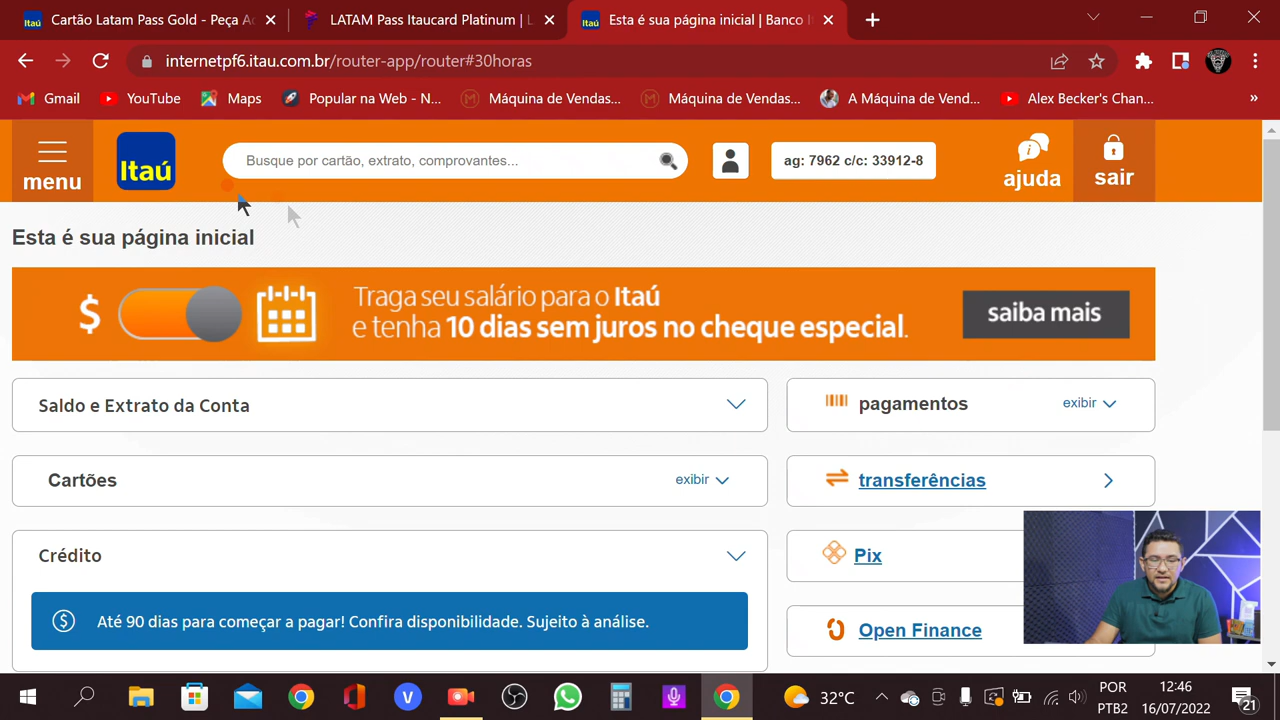 Itaú Cartão Latam Pass Gold - Peça Ac
LATAM Pass Itaucard Platinum | L
Itaú Esta é sua página inicial | Banco I
internetpf6.itau.com.br/router-app/router#30horas
Gmail
YouTube
Maps
Popular na Web - N...
Máquina de Vendas...
Máquina de Vendas...
A Máquina de Vend...
Alex Becker's Chan...
»
menu
Itaú
Busque por cartão, extrato, comprovantes...
ag: 7962 c/c: 33912-8
ajuda
sair
Esta é sua página inicial
$
Traga seu salário para o Itaú
e tenha 10 dias sem juros no cheque especial.
saiba mais
Saldo e Extrato da Conta
pagamentos
exibir
Cartões
exibir
transferências
Crédito
Pix
Até 90 dias para começar a pagar! Confira disponibilidade. Sujeito à análise.
Open Finance
32°C
POR
PTB2
12:46
16/07/2022
21